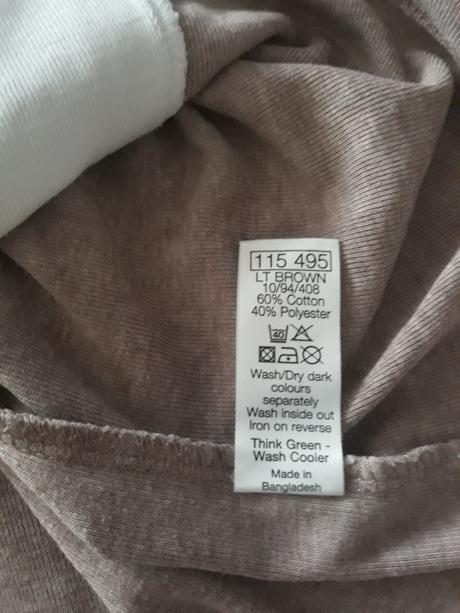 115 495
LT BROWN
10/94/408
60% Cotton
40% Polyester
40
Wash/Dry dark
colours
separately
Wash inside out
Iron on reverse
Think Green -
Wash Cooler
Made in
Bangladesh